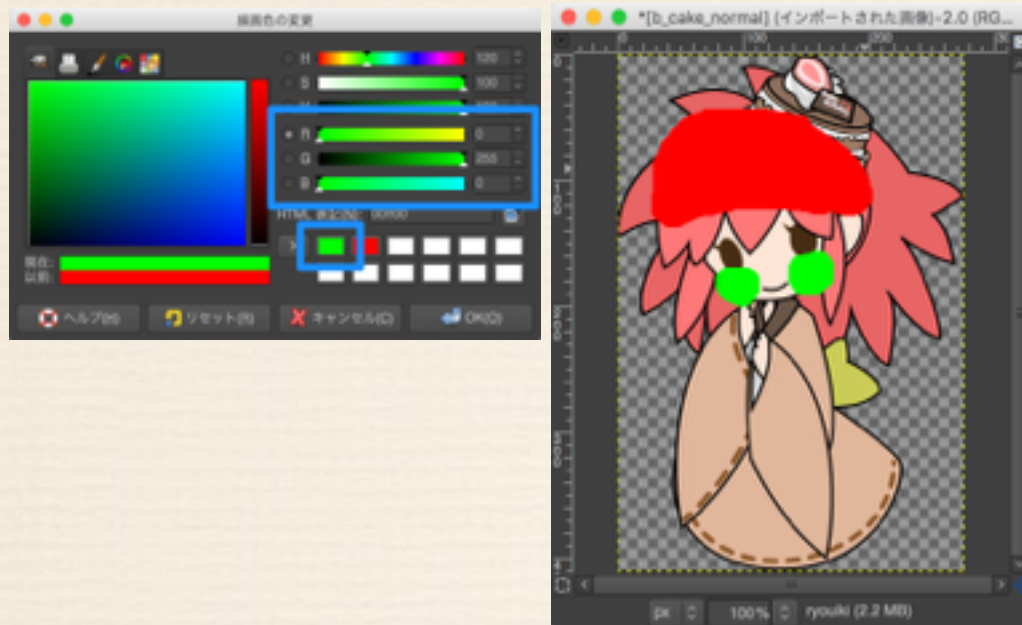 描画色の変更
H 120
S 100
R 0
G 255
B 0
HTML 表記(N): 00ff00
現在:
以前:
ヘルプ(H) リセット(R) キャンセル(C) OK(O)
*[b_cake_normal] (インポートされた画像)-2.0 (RG...
0 100 200
px 100% ryouiki (2.2 MB)